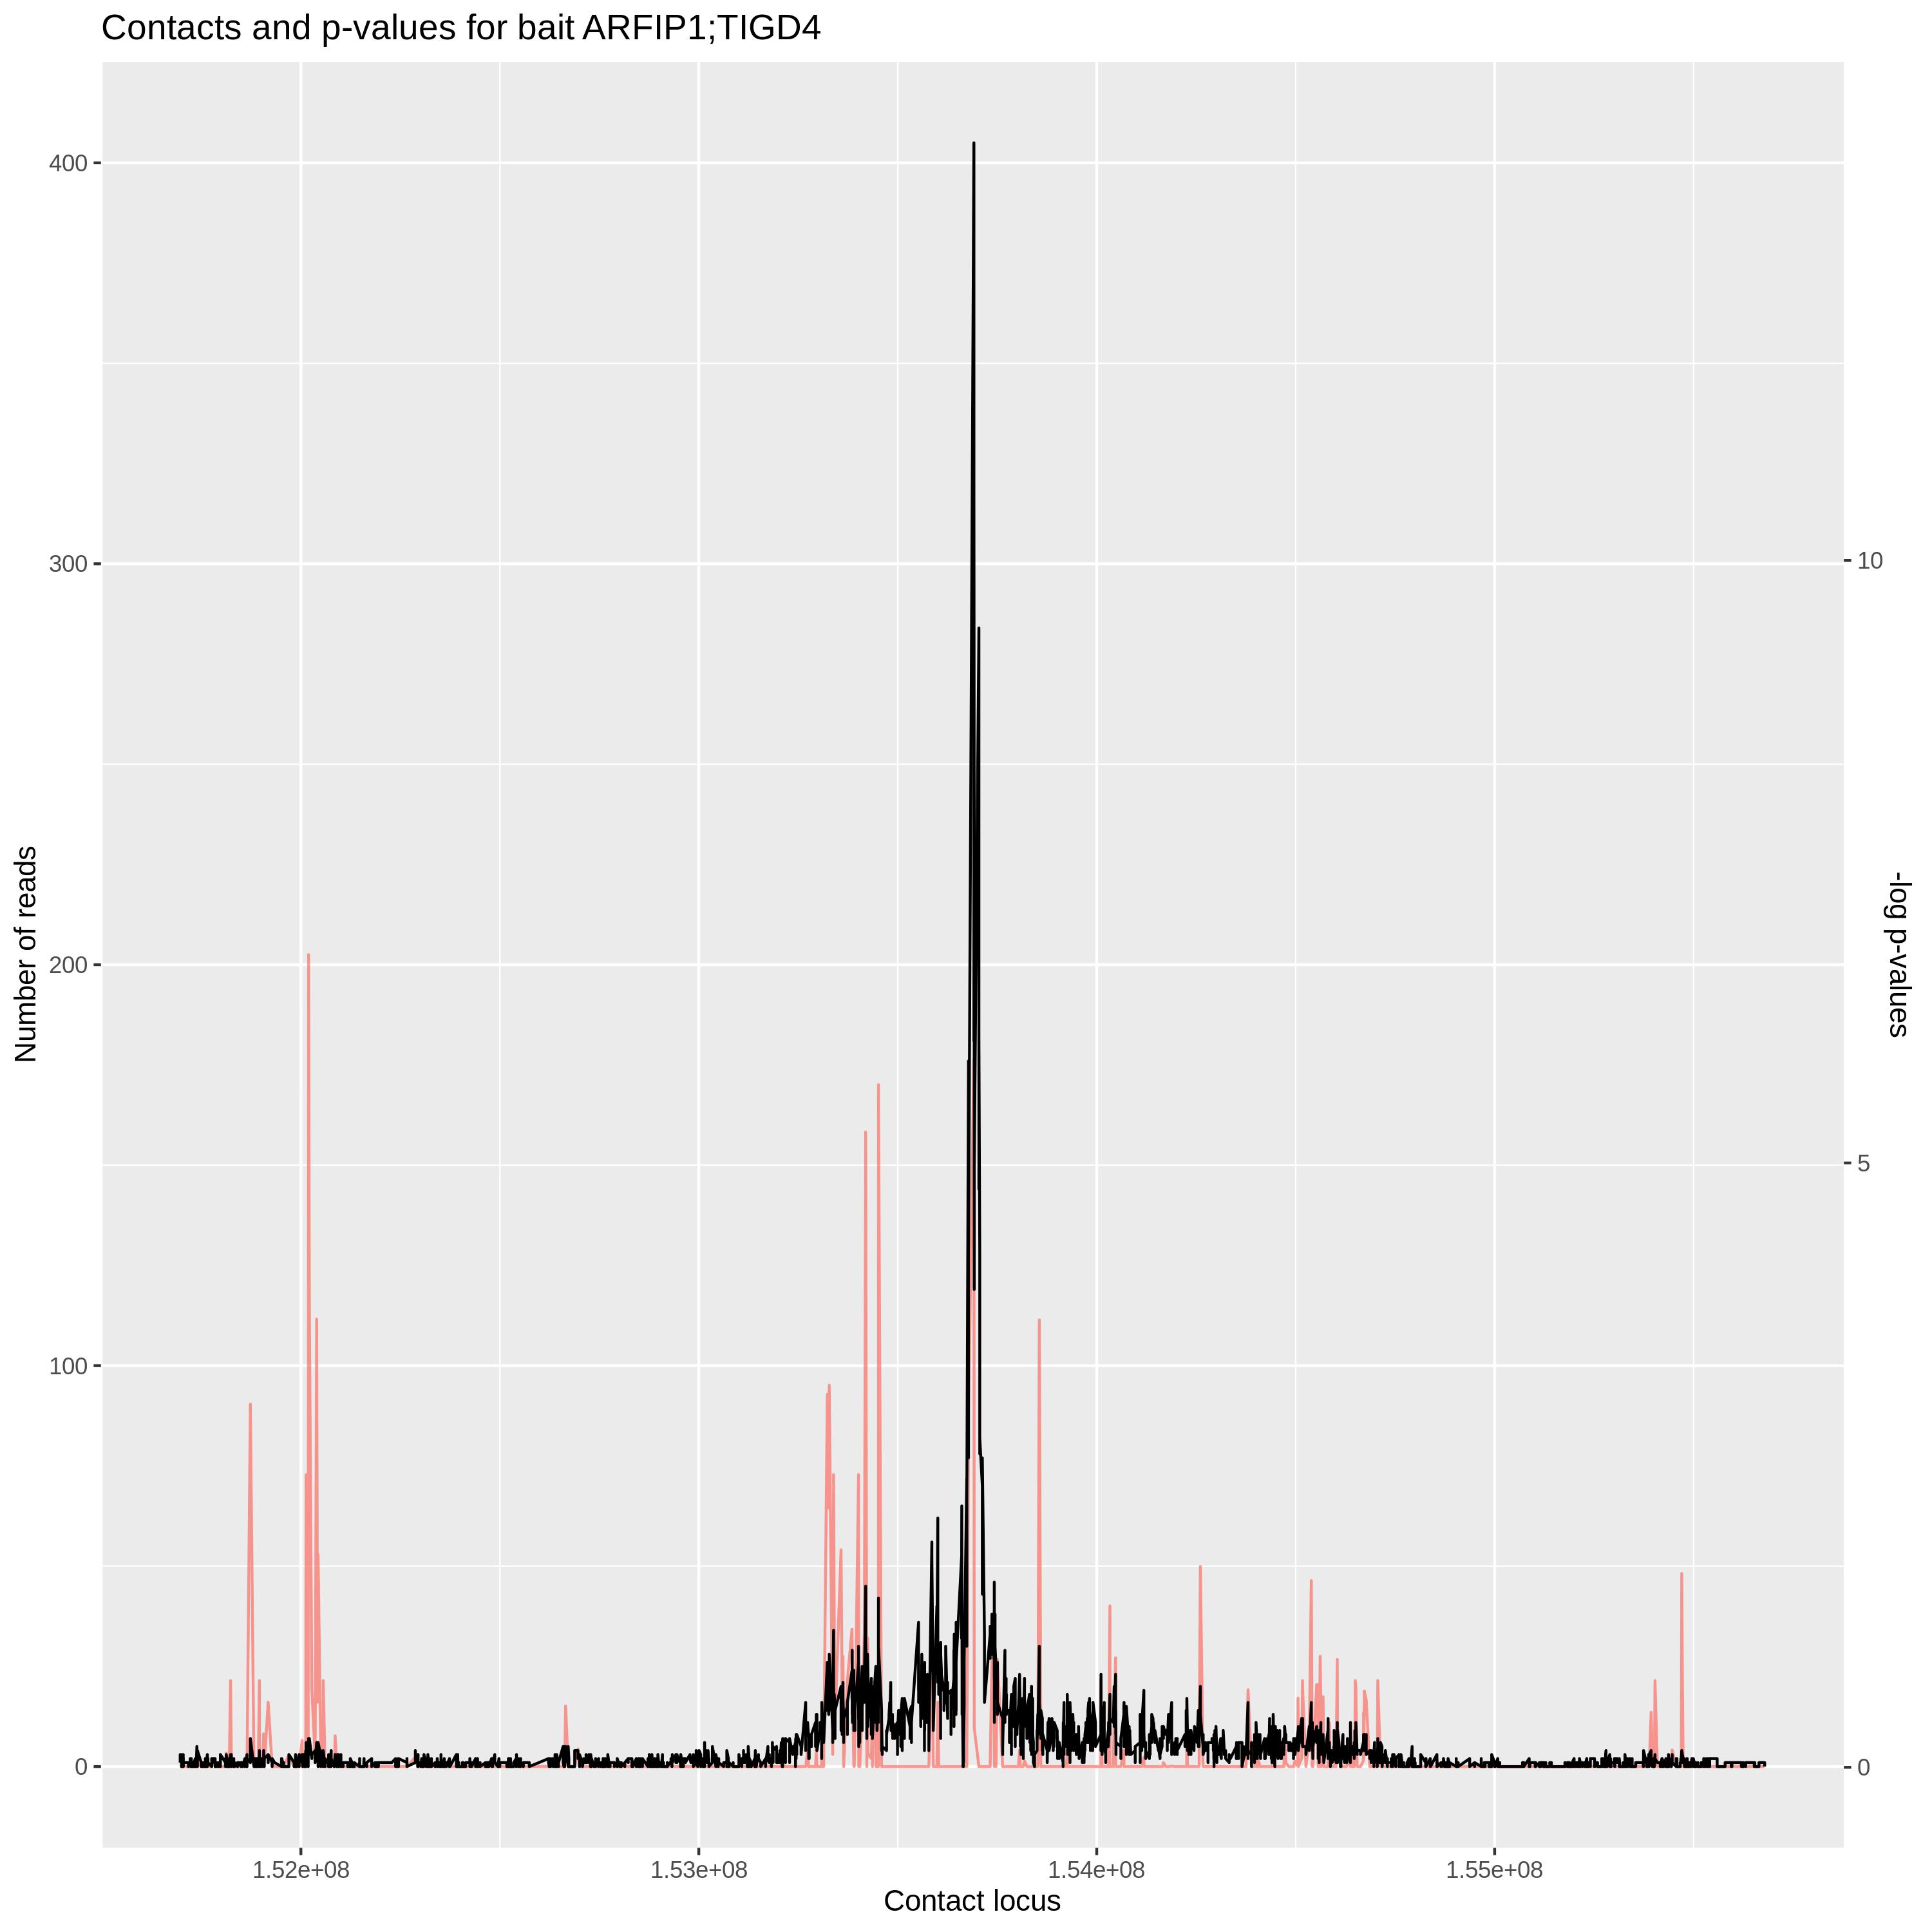 Contacts and p-values for bait ARFIP1;TIGD4
400
300
200
100
0
Number of reads
10
5
0
-log p-values
1.52e+08
1.53e+08
1.54e+08
1.55e+08
Contact locus